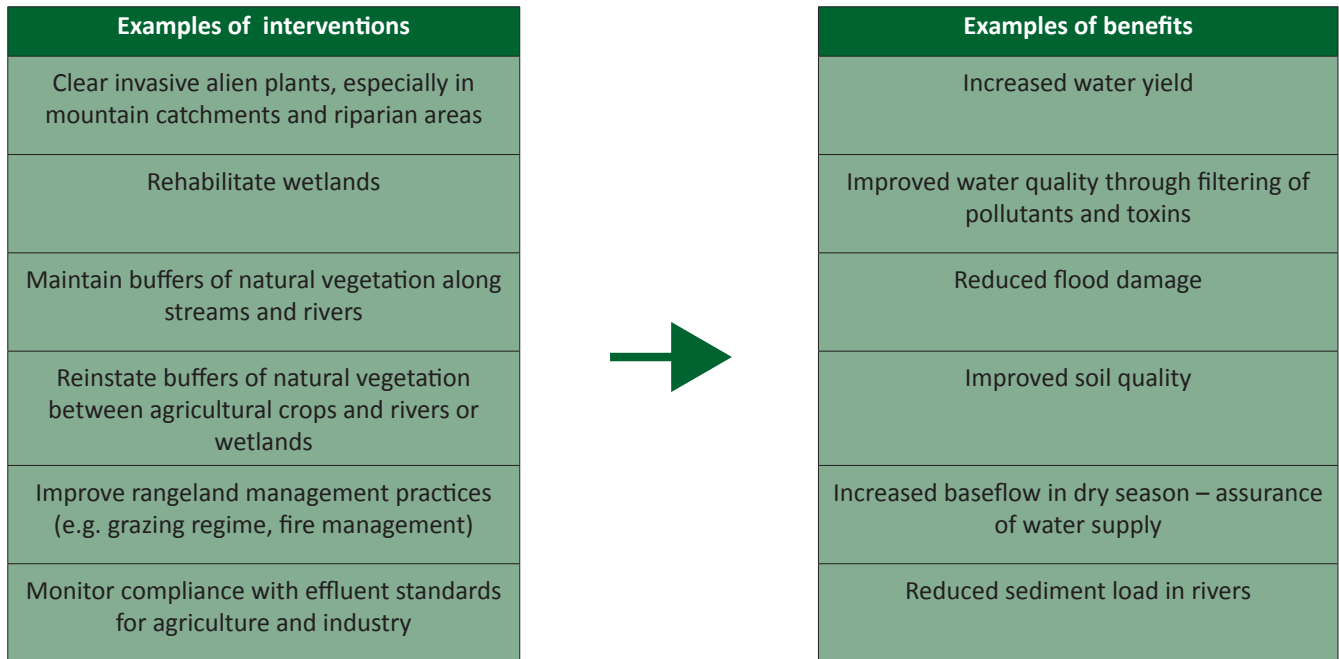 Examples of interventions
Clear invasive alien plants, especially in
mountain catchments and riparian areas
Rehabilitate wetlands
Maintain buffers of natural vegetation along
streams and rivers
Reinstate buffers of natural vegetation
between agricultural crops and rivers or
wetlands
Improve rangeland management practices
(e.g. grazing regime, fire management)
Monitor compliance with effluent standards
for agriculture and industry
Examples of benefits
Increased water yield
Improved water quality through filtering of
pollutants and toxins
Reduced flood damage
Improved soil quality
Increased baseflow in dry season – assurance
of water supply
Reduced sediment load in rivers